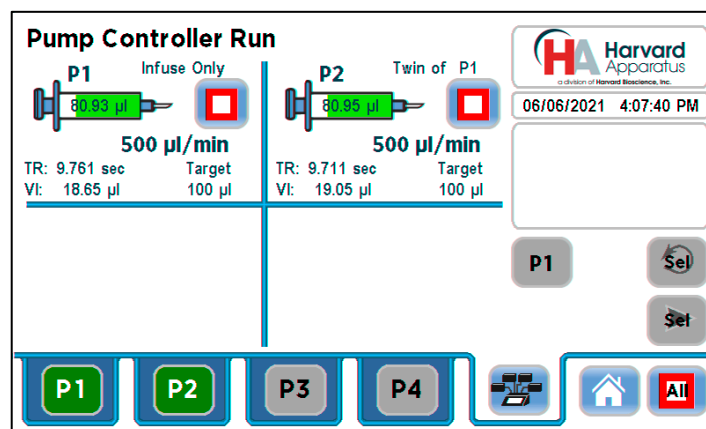 Pump Controller Run
P1 Infuse Only
80.93 µl
500 µl/min
TR: 9.761 sec Target
VI: 18.65 µl 100 µl
P2 Twin of P1
80.95 µl
500 µl/min
TR: 9.711 sec Target
VI: 19.05 µl 100 µl
HA Harvard
Apparatus
a division of Harvard Bioscience, Inc.
06/06/2021 4:07:40 PM
P1 Sel
Sel
P1 P2 P3 P4 All